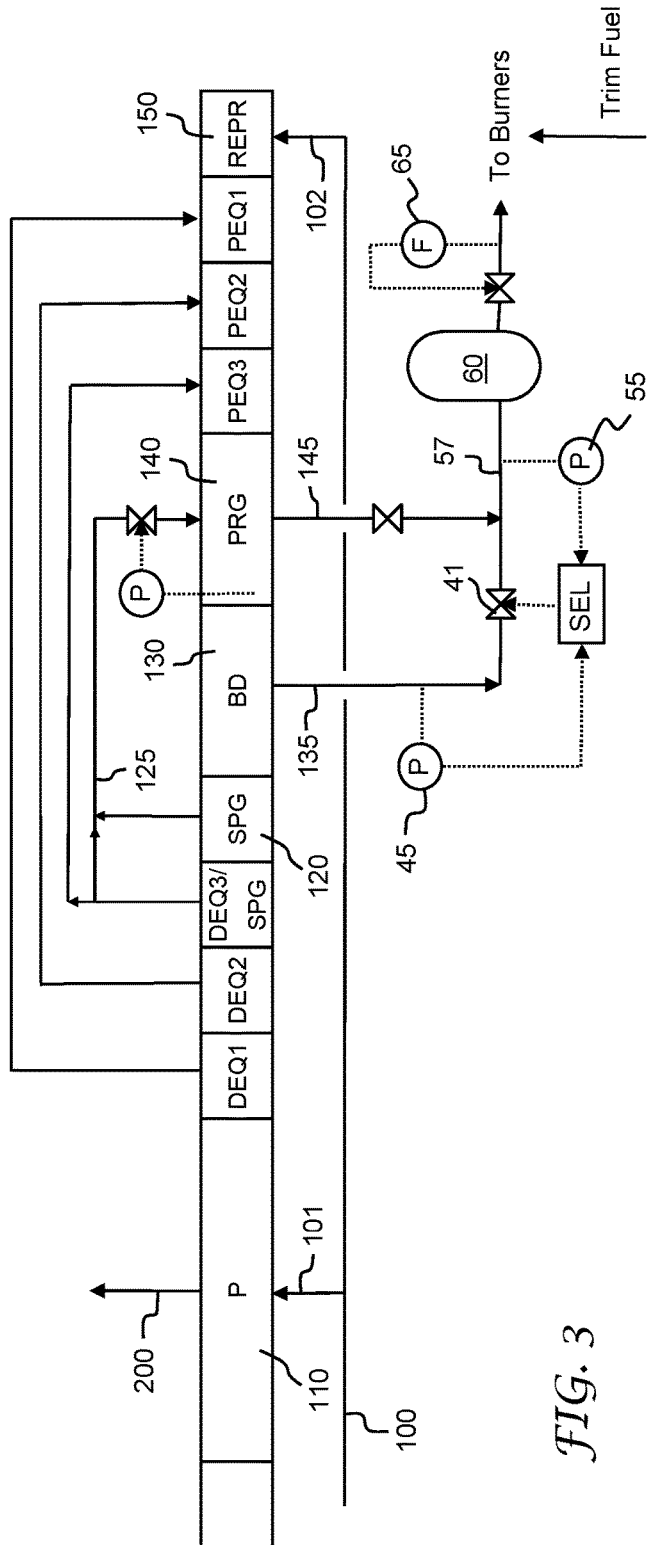 200
P
110
101
100
DEQ1
DEQ2
DEQ3/
SPG
SPG
120
125
BD
130
135
P
45
P
PRG
140
145
41
SEL
57
P
55
60
F
65
PEQ3
PEQ2
PEQ1
REPR
150
102
To Burners
Trim Fuel
FIG. 3